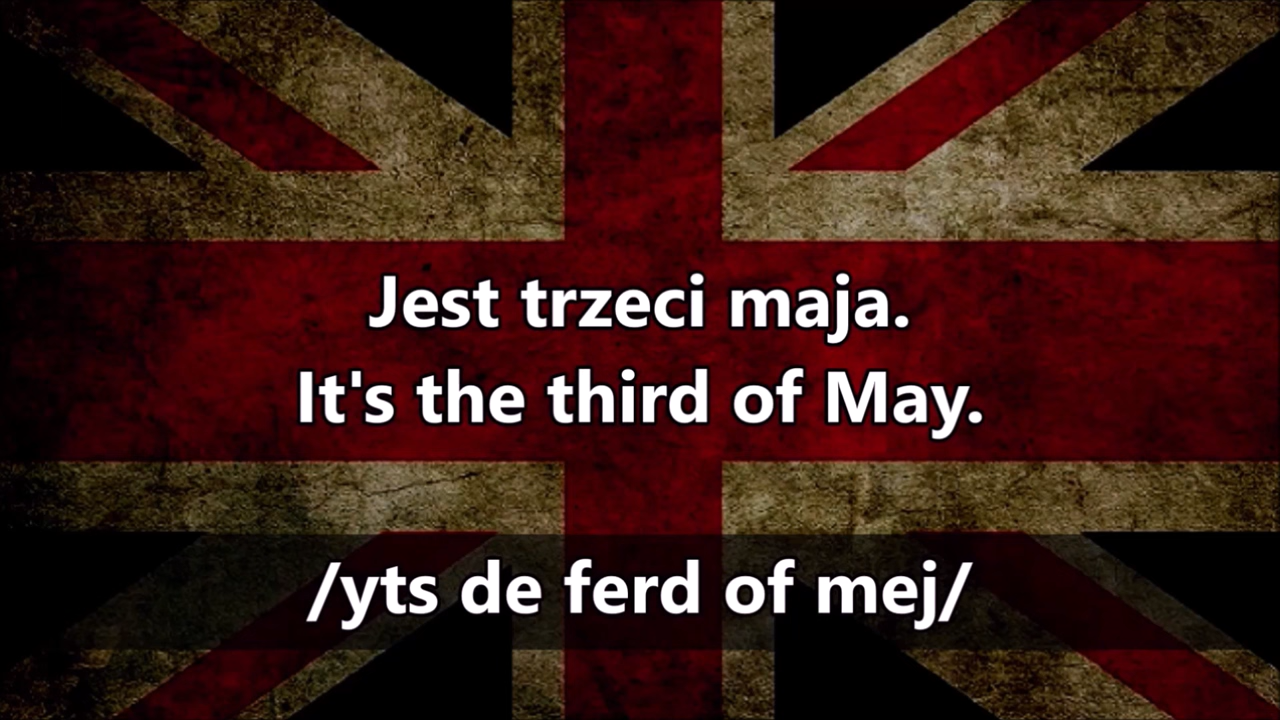 Jest trzeci maja.
It's the third of May.
/yts de ferd of mej/